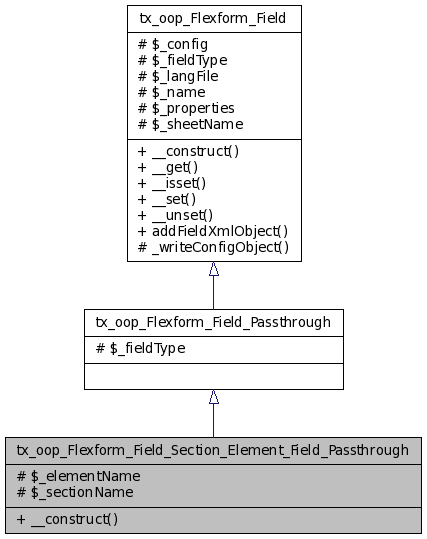 tx_oop_Flexform_Field
# $_config
# $_fieldType
# $_langFile
# $_name
# $_properties
# $_sheetName
+ __construct()
+ __get()
+ __isset()
+ __set()
+ __unset()
+ addFieldXmlObject()
# _writeConfigObject()
tx_oop_Flexform_Field_Passthrough
# $_fieldType
tx_oop_Flexform_Field_Section_Element_Field_Passthrough
# $_elementName
# $_sectionName
+ __construct()